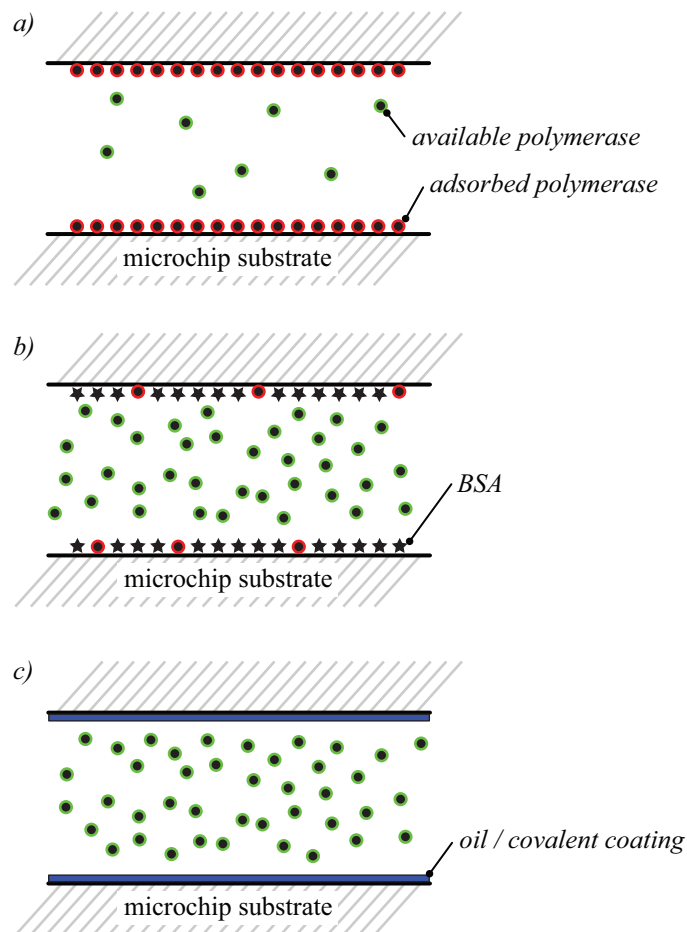 a)
available polymerase
adsorbed polymerase
microchip substrate
b)
BSA
microchip substrate
c)
oil / covalent coating
microchip substrate